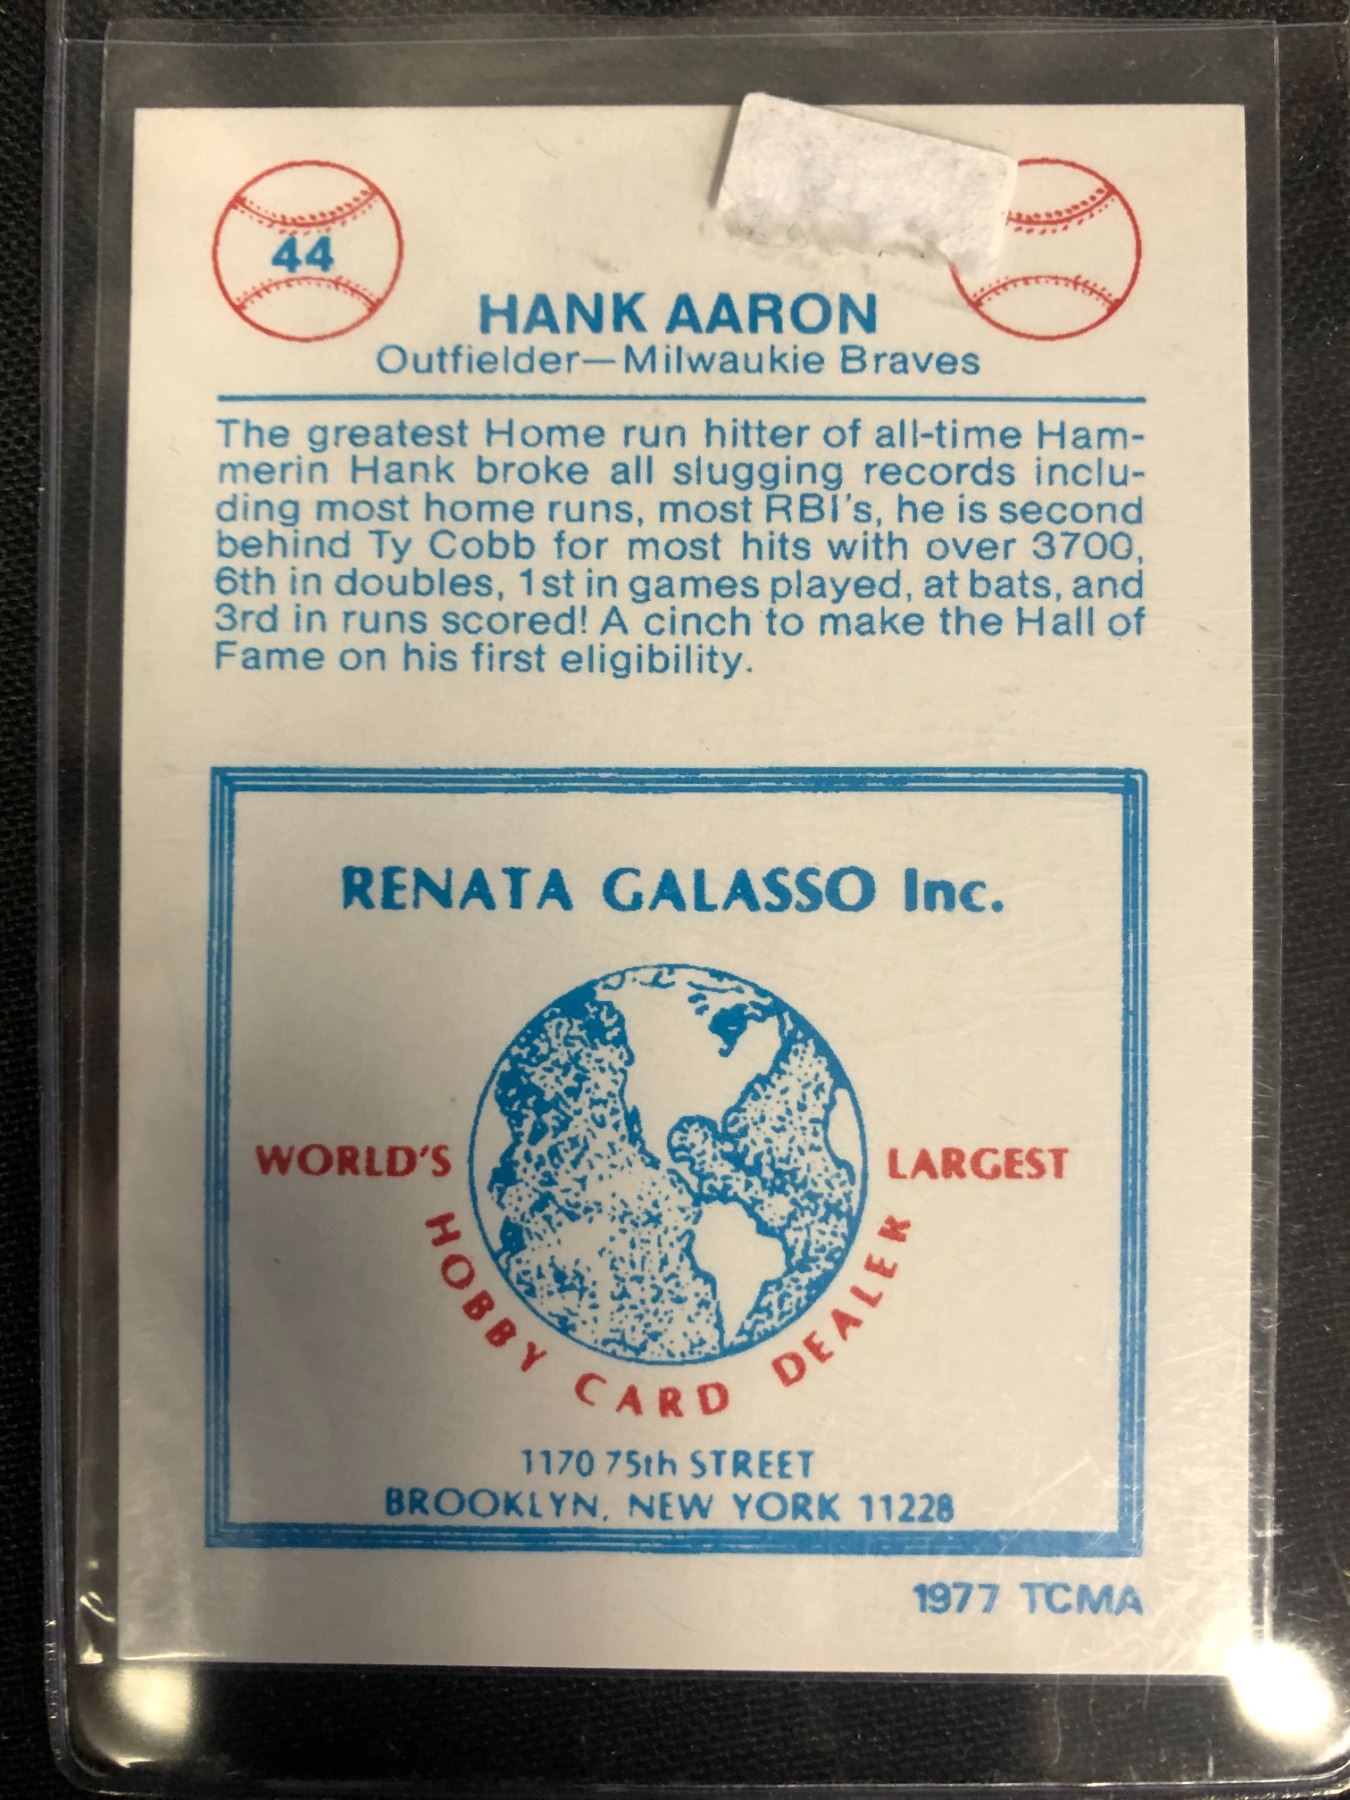 44
HANK AARON
Outfielder—Milwaukie Braves
The greatest Home run hitter of all-time Ham-
merin Hank broke all slugging records inclu-
ding most home runs, most RBI's, he is second
behind Ty Cobb for most hits with over 3700,
6th in doubles, 1st in games played, at bats, and
3rd in runs scored! A cinch to make the Hall of
Fame on his first eligibility.
RENATA GALASSO Inc.
WORLD'S LARGEST
HOBBY CARD DEALER
1170 75th STREET
BROOKLYN, NEW YORK 11228
1977 TCMA